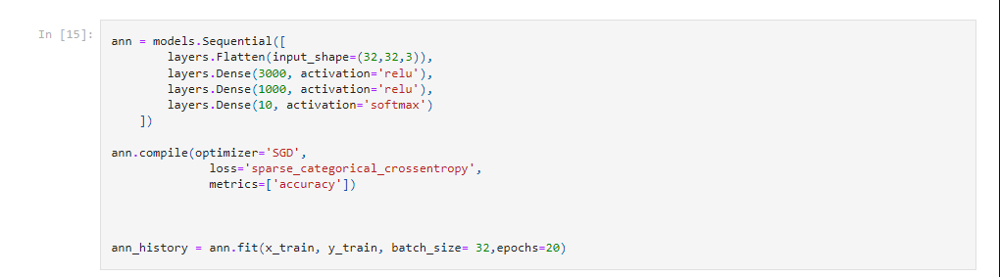 In [15]:
ann = models.Sequential([
        layers.Flatten(input_shape=(32,32,3)),
        layers.Dense(3000, activation='relu'),
        layers.Dense(1000, activation='relu'),
        layers.Dense(10, activation='softmax')
    ])
ann.compile(optimizer='SGD',
              loss='sparse_categorical_crossentropy',
              metrics=['accuracy'])
ann_history = ann.fit(x_train, y_train, batch_size= 32,epochs=20)